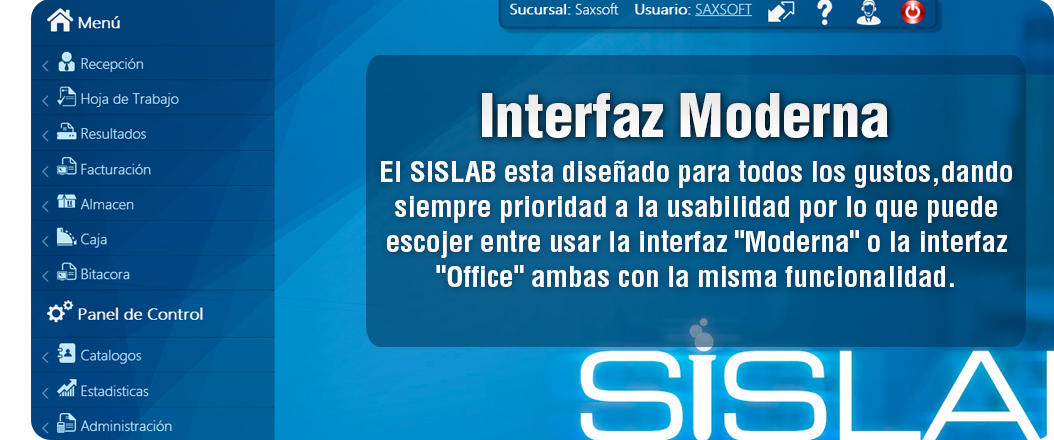 Menú
Recepción
Hoja de Trabajo
Resultados
Facturación
Almacen
Caja
Bitacora
Panel de Control
Catalogos
Estadisticas
Administración
Sucursal: Saxsoft Usuario: SAXSOFT
Interfaz Moderna
El SISLAB esta diseñado para todos los gustos,dando
siempre prioridad a la usabilidad por lo que puede
escojer entre usar la interfaz "Moderna" o la interfaz
"Office" ambas con la misma funcionalidad.
SiSLA